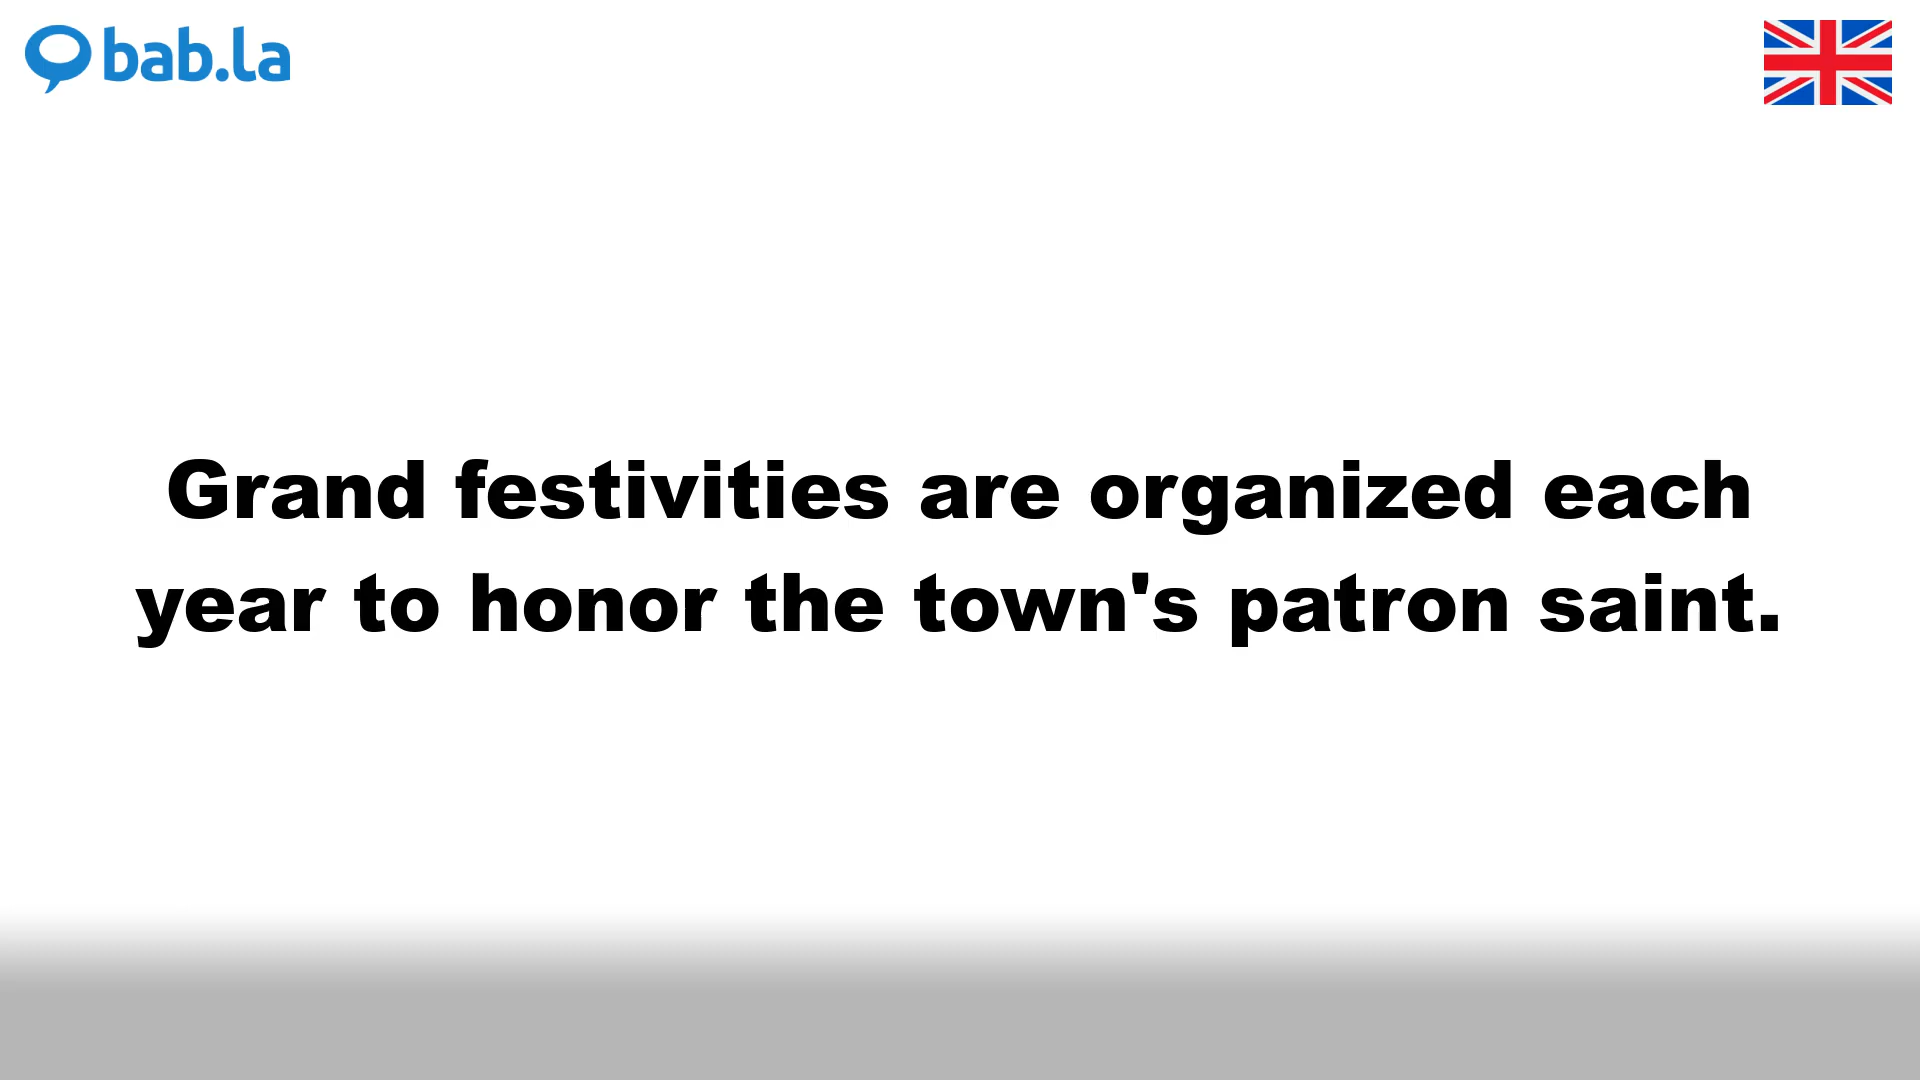 bab.la
Grand festivities are organized each
year to honor the town's patron saint.